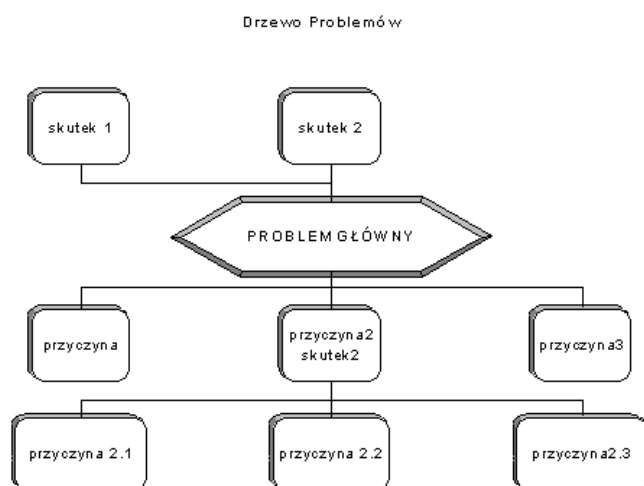 Drzewo Problemów
skutek 1
skutek 2
PROBLEM GŁÓWNY
przyczyna
przyczyna2
skutek2
przyczyna3
przyczyna 2.1
przyczyna 2.2
przyczyna2.3